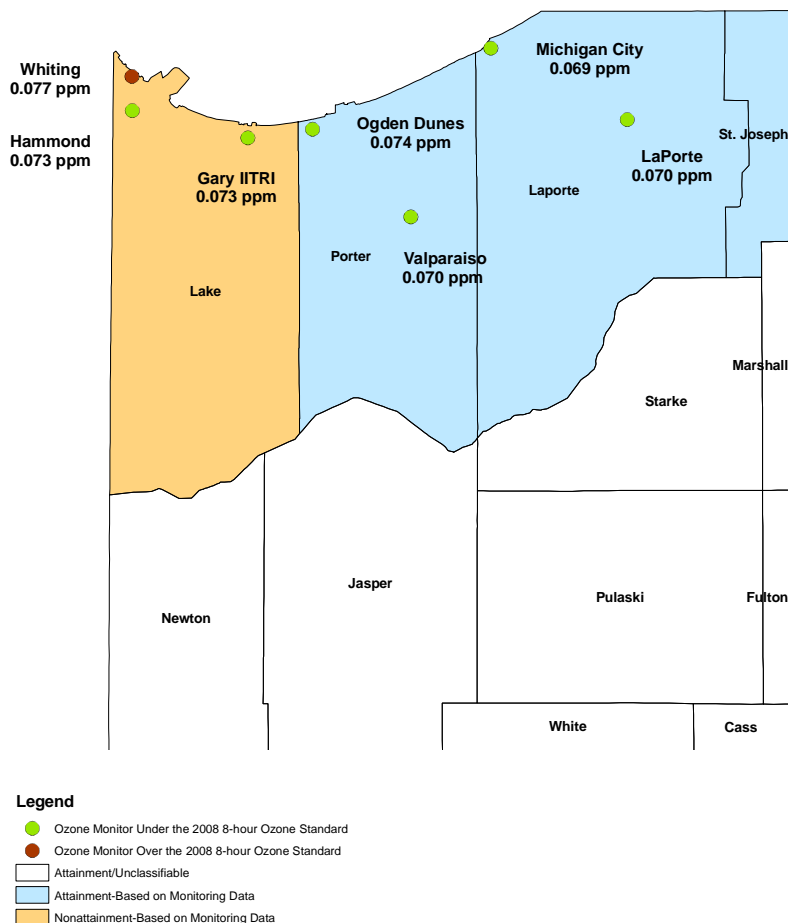 Whiting
0.077 ppm
Michigan City
0.069 ppm
Hammond
0.073 ppm
Ogden Dunes
0.074 ppm
St. Joseph
Gary IITRI
0.073 ppm
LaPorte
0.070 ppm
Laporte
Porter
Valparaiso
0.070 ppm
Lake
Marshall
Starke
Jasper
Pulaski
Fulton
Newton
White
Cass
Legend
Ozone Monitor Under the 2008 8-hour Ozone Standard
Ozone Monitor Over the 2008 8-hour Ozone Standard
Attainment/Unclassifiable
Attainment-Based on Monitoring Data
Nonattainment-Based on Monitoring Data